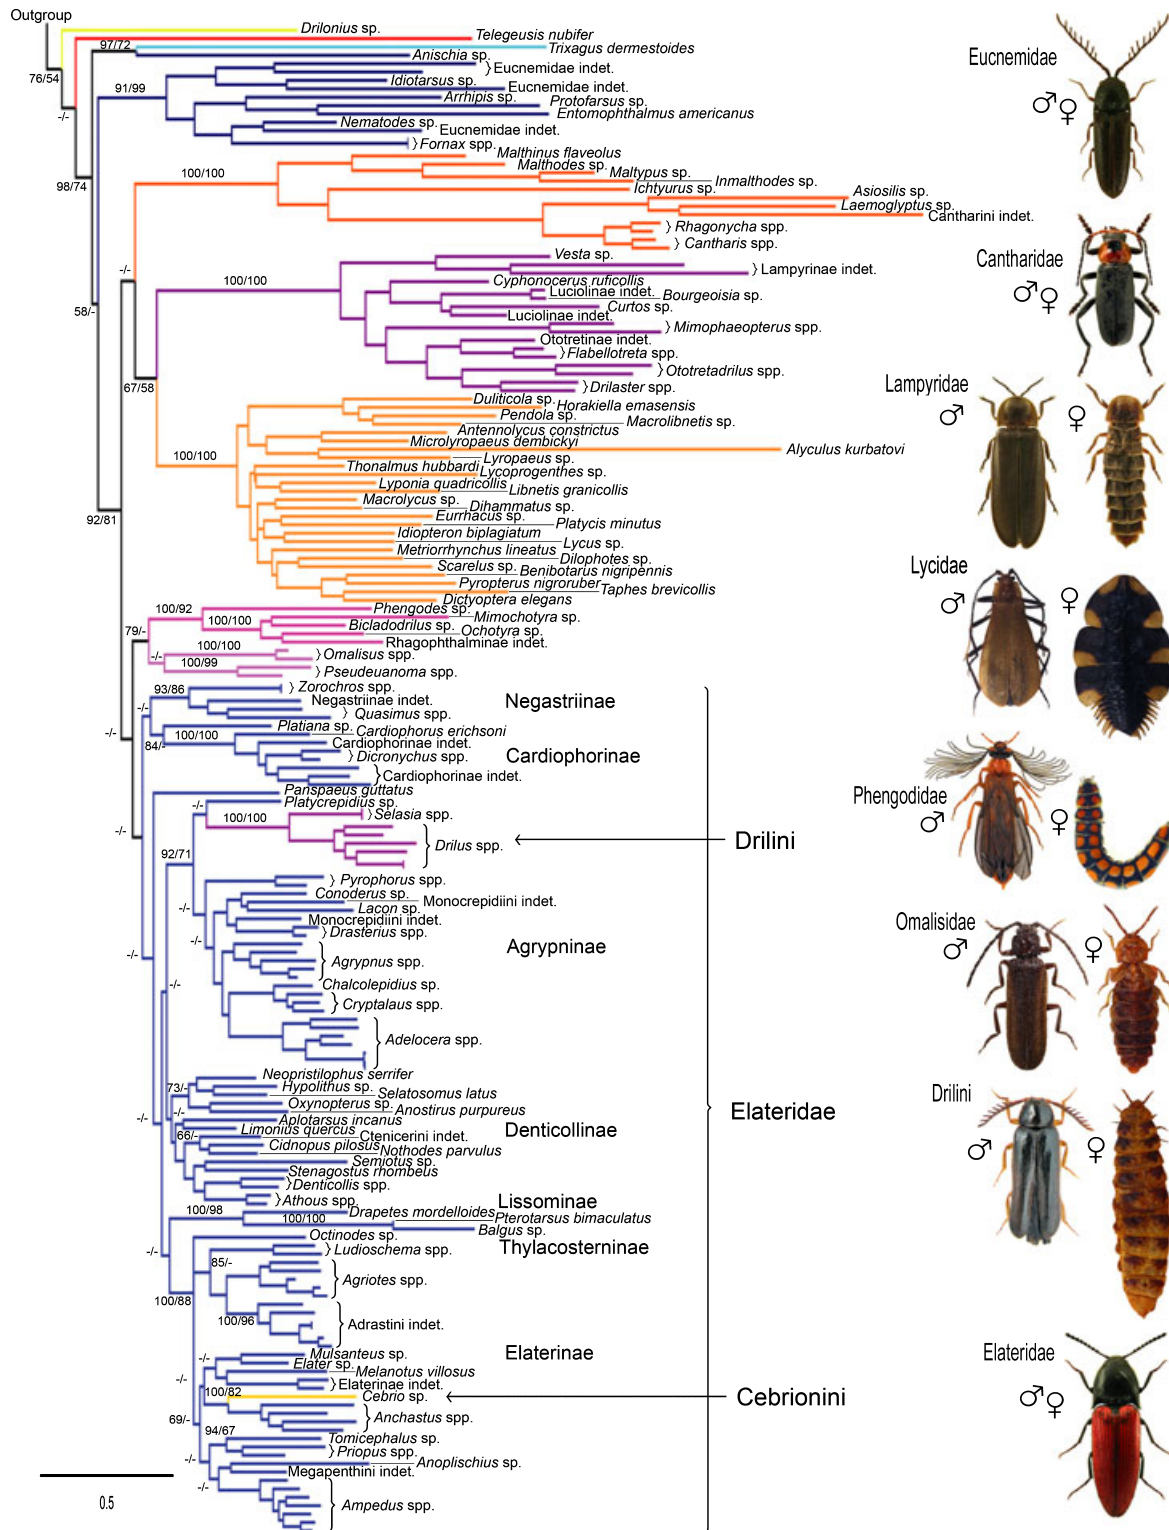 Outgroup
Drilonius sp.
Telegeusis nubifer
97/72
Trixagus dermestoides
Anischia sp.
76/54
Eucnemidae indet.
Idiotarsus sp.
Eucnemidae indet.
91/99
Arrhipis sp.
Protofarsus sp.
Entomophthalmus americanus
-/-
Nematodes sp.
Eucnemidae indet.
Fornax spp.
Malthinus flaveolus
Malthodes sp.
Maltypus sp.
100/100
Inmalthodes sp.
98/74
Ichtyurus sp.
Asiosilis sp.
Laemoglyptus sp.
Cantharini indet.
Rhagonycha spp.
Cantharis spp.
Vesta sp.
-/-
Lampyrinae indet.
100/100
Cyphonocerus ruficollis
Luciolinae indet.
Bourgeoisia sp.
Curtos sp.
58/-
Luciolinae indet.
Mimophaeopterus spp.
Ototretinae indet.
Flabellotreta spp.
Ototretadrilus spp.
67/58
Drilaster spp.
Duliticola sp.
Horakiella emasensis
Pendola sp.
Macrolibnetis sp.
Antennolycus constrictus
Microlyropaeus dembickyi
Alyculus kurbatovi
100/100
Lyropaeus sp.
Thonalmus hubbardi
Lycoprogenthes sp.
Lyponia quadricollis
Libnetis granicollis
Macrolycus sp.
Dihammatus sp.
92/81
Eurrhacus sp.
Platycis minutus
Idiopteron biplagiatum
Lycus sp.
Metriorrhynchus lineatus
Dilophotes sp.
Scarelus sp.
Benibotarus nigripennis
Pyropterus nigroruber
Taphes brevicollis
Dictyoptera elegans
100/92
Phengodes sp.
Mimochotyra sp.
100/100
Bicladodrilus sp.
79/-
Ochotyra sp.
Rhagophthalminae indet.
100/100
-/-
Omalisus spp.
100/99
Pseudeuanoma spp.
93/86
Zorochros spp.
Negastriinae indet.
Negastriinae
-/-
Quasimus spp.
Platiana sp.
-/-
100/100
Cardiophorus erichsoni
84/-
Cardiophorinae indet.
Dicronychus spp.
Cardiophorinae
Cardiophorinae indet.
Panspaeus guttatus
-/-
Platycrepidius sp.
-/-
100/100
Selasia spp.
Drilus spp.
Drilini
92/71
Pyrophorus spp.
Conoderus sp.
Monocrepidiini indet.
-/-
Lacon sp.
Monocrepidiini indet.
Drasterius spp.
-/-
Agrypninae
-/-
Agrypnus spp.
-/-
Chalcolepidius sp.
Cryptalaus spp.
Adelocera spp.
Neopristilophus serrifer
73/-
Hypolithus sp.
Selatosomus latus
Oxynopterus sp.
-/-
Anostirus purpureus
-/-
Aplotarsus incanus
Limonius quercus
66/-
Ctenicerini indet.
Denticollinae
Cidnopus pilosus
Nothodes parvulus
Semiotus sp.
Stenagostus rhombeus
Denticollis spp.
Athous spp.
Lissominae
100/98
Drapetes mordelloides
100/100
Pterotarsus bimaculatus
Balgus sp.
Octinodes sp.
Thylacosterninae
-/-
Ludioschema spp.
85/-
Agriotes spp.
100/88
100/96
Adrastini indet.
Elaterinae
-/-
Mulsanteus sp.
Elater sp.
-/-
Melanotus villosus
Elaterinae indet.
100/82
Cebrio sp.
Cebrionini
69/-
Anchastus spp.
94/67
Tomicephalus sp.
Priopus spp.
-/-
Anoplischius sp.
Megapenthini indet.
-/-
Ampedus spp.
0.5
Elateridae
Eucnemidae
♂♀
Cantharidae
♂♀
Lampyridae
♂ ♀
Lycidae
♂ ♀
Phengodidae
♂ ♀
Omalisidae
♂ ♀
Drilini
♂ ♀
Elateridae
♂♀